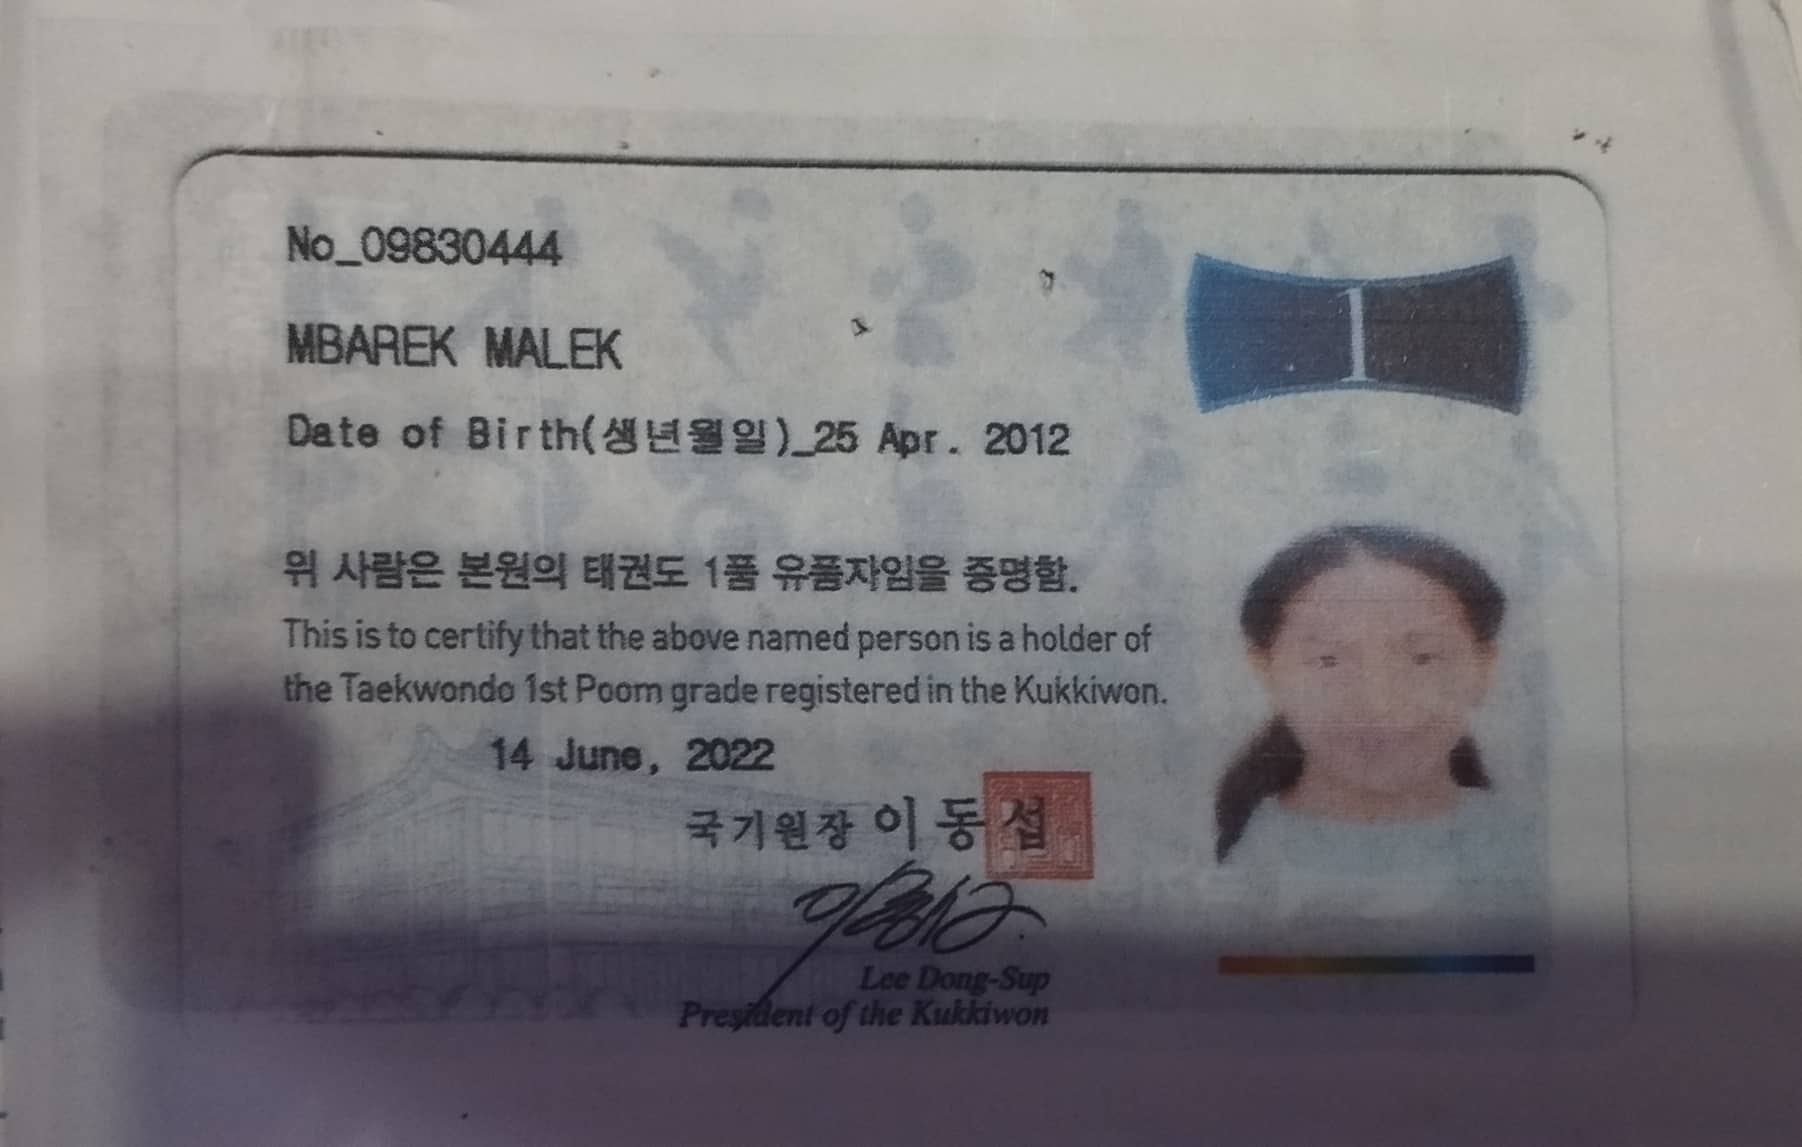 No_09830444
1
MBAREK MALEK
Date of Birth(생년월일)_25 Apr. 2012
위 사람은 본원의 태권도 1품 유품자임을 증명함.
This is to certify that the above named person is a holder of
the Taekwondo 1st Poom grade registered in the Kukkiwon.
14 June, 2022
국기원장 이동섭
Lee Dong-Sup
President of the Kukkiwon